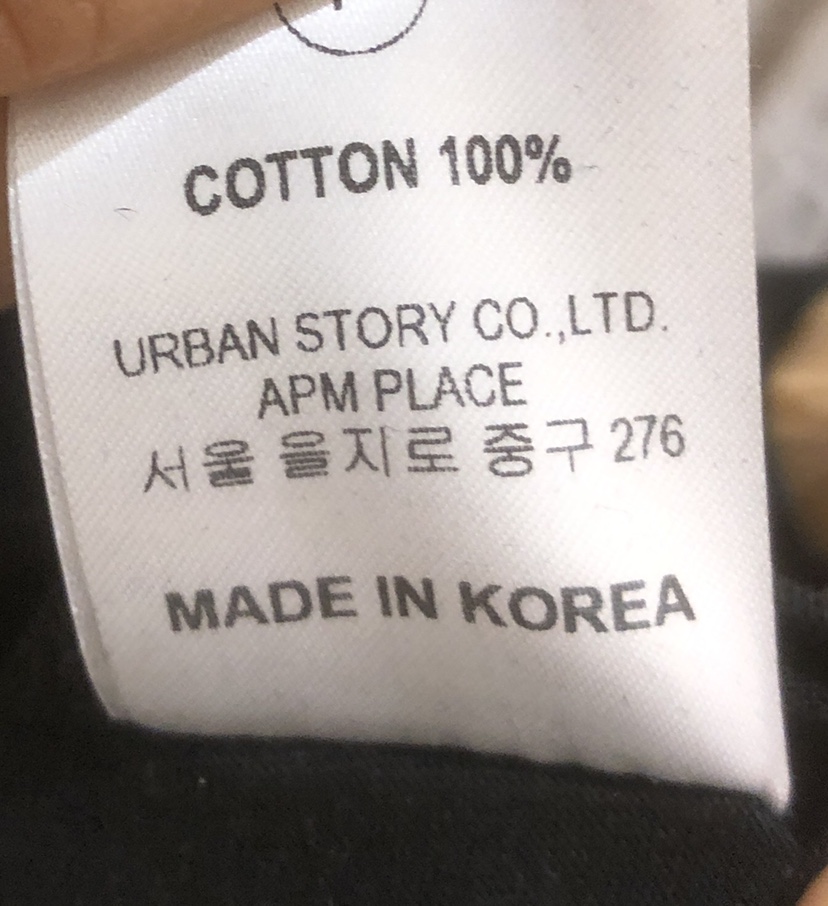 COTTON 100%
URBAN STORY CO.,LTD.
APM PLACE
서울 을지로 중구 276
MADE IN KOREA